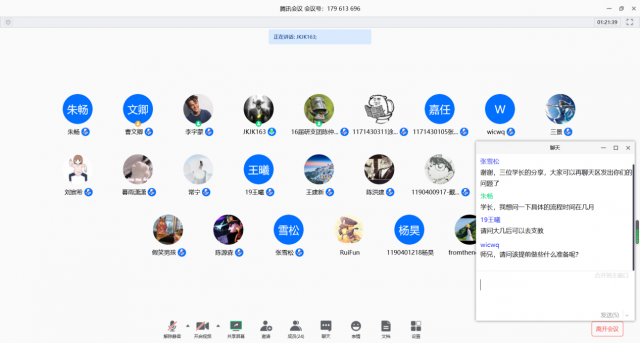 腾讯会议 会议号：179 613 696
01:21:39
正在讲话: JKJK163;
朱畅 文卿 嘉任 W
朱畅 曹文卿 李宇蒙 JKJK163 16届研支团陈仲... 1171430311涂... 1171430105张... wicwq 三景
王曦
刘宸希 暮雨潇潇 常宁 19王曦 王建新 陈洪捷 1190400917-戴...
雪松 杨昊
假笑男孩 陈源森 张雪松 RuiFun 1190401218杨昊 fromthen
聊天
张雪松
谢谢，三位学长的分享，大家可以再聊天区发出你们的
问题了
朱畅
学长，我想问一下具体的流程时间在几月
19王曦
请问大几后可以去支教
wicwq
师兄，请问该提前做些什么准备呢?
发送(S)
解除静音 开启视频 共享屏幕 邀请 成员(24) 聊天 表情 文档 设置
离开会议